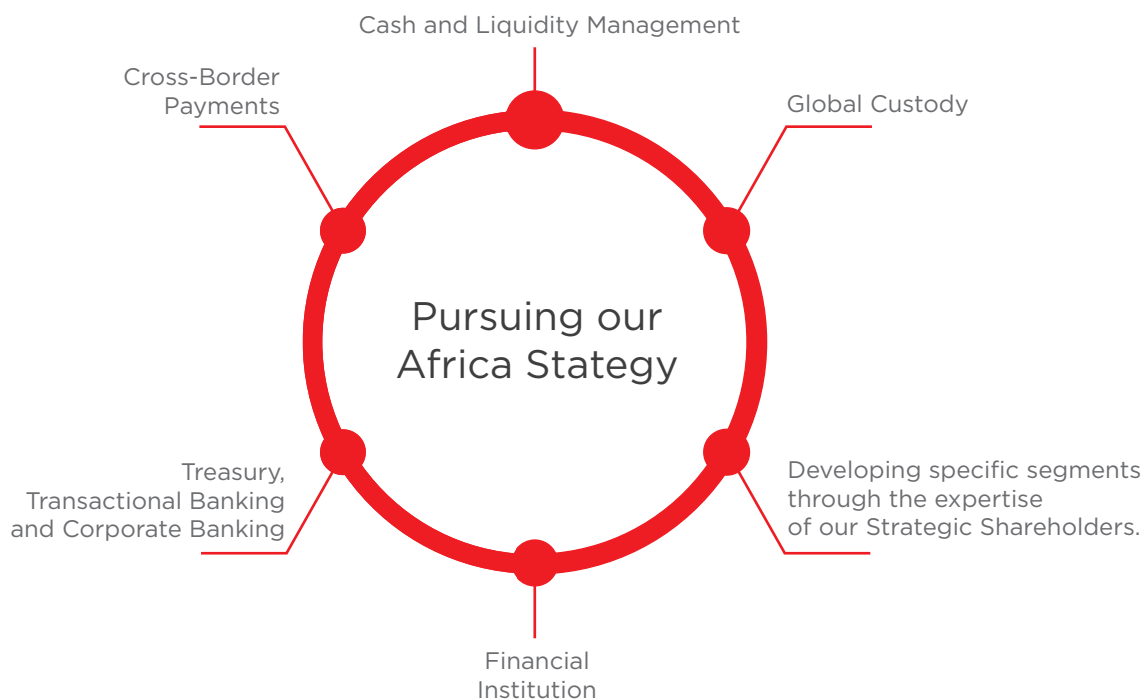 Cash and Liquidity Management
Cross-Border
Payments
Global Custody
Pursuing our
Africa Stategy
Treasury,
Transactional Banking
and Corporate Banking
Developing specific segments
through the expertise
of our Strategic Shareholders.
Financial
Institution